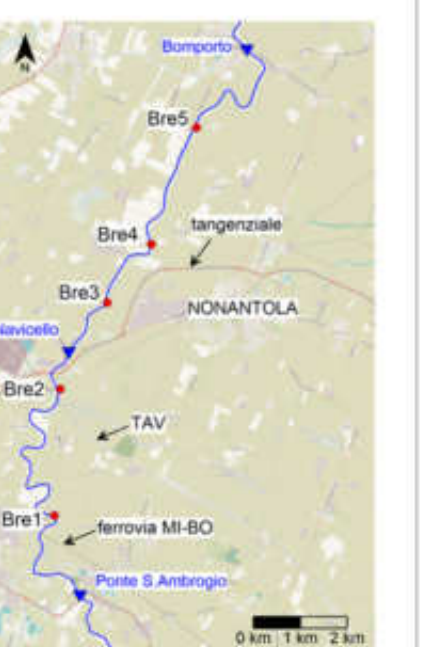 Bomporto
N
Bre5
tangenziale
Bre4
Bre3
NONANTOLA
Navicello
Bre2
TAV
Bre1
ferrovia MI-BO
Ponte S.Ambrogio
0 km 1 km 2 km